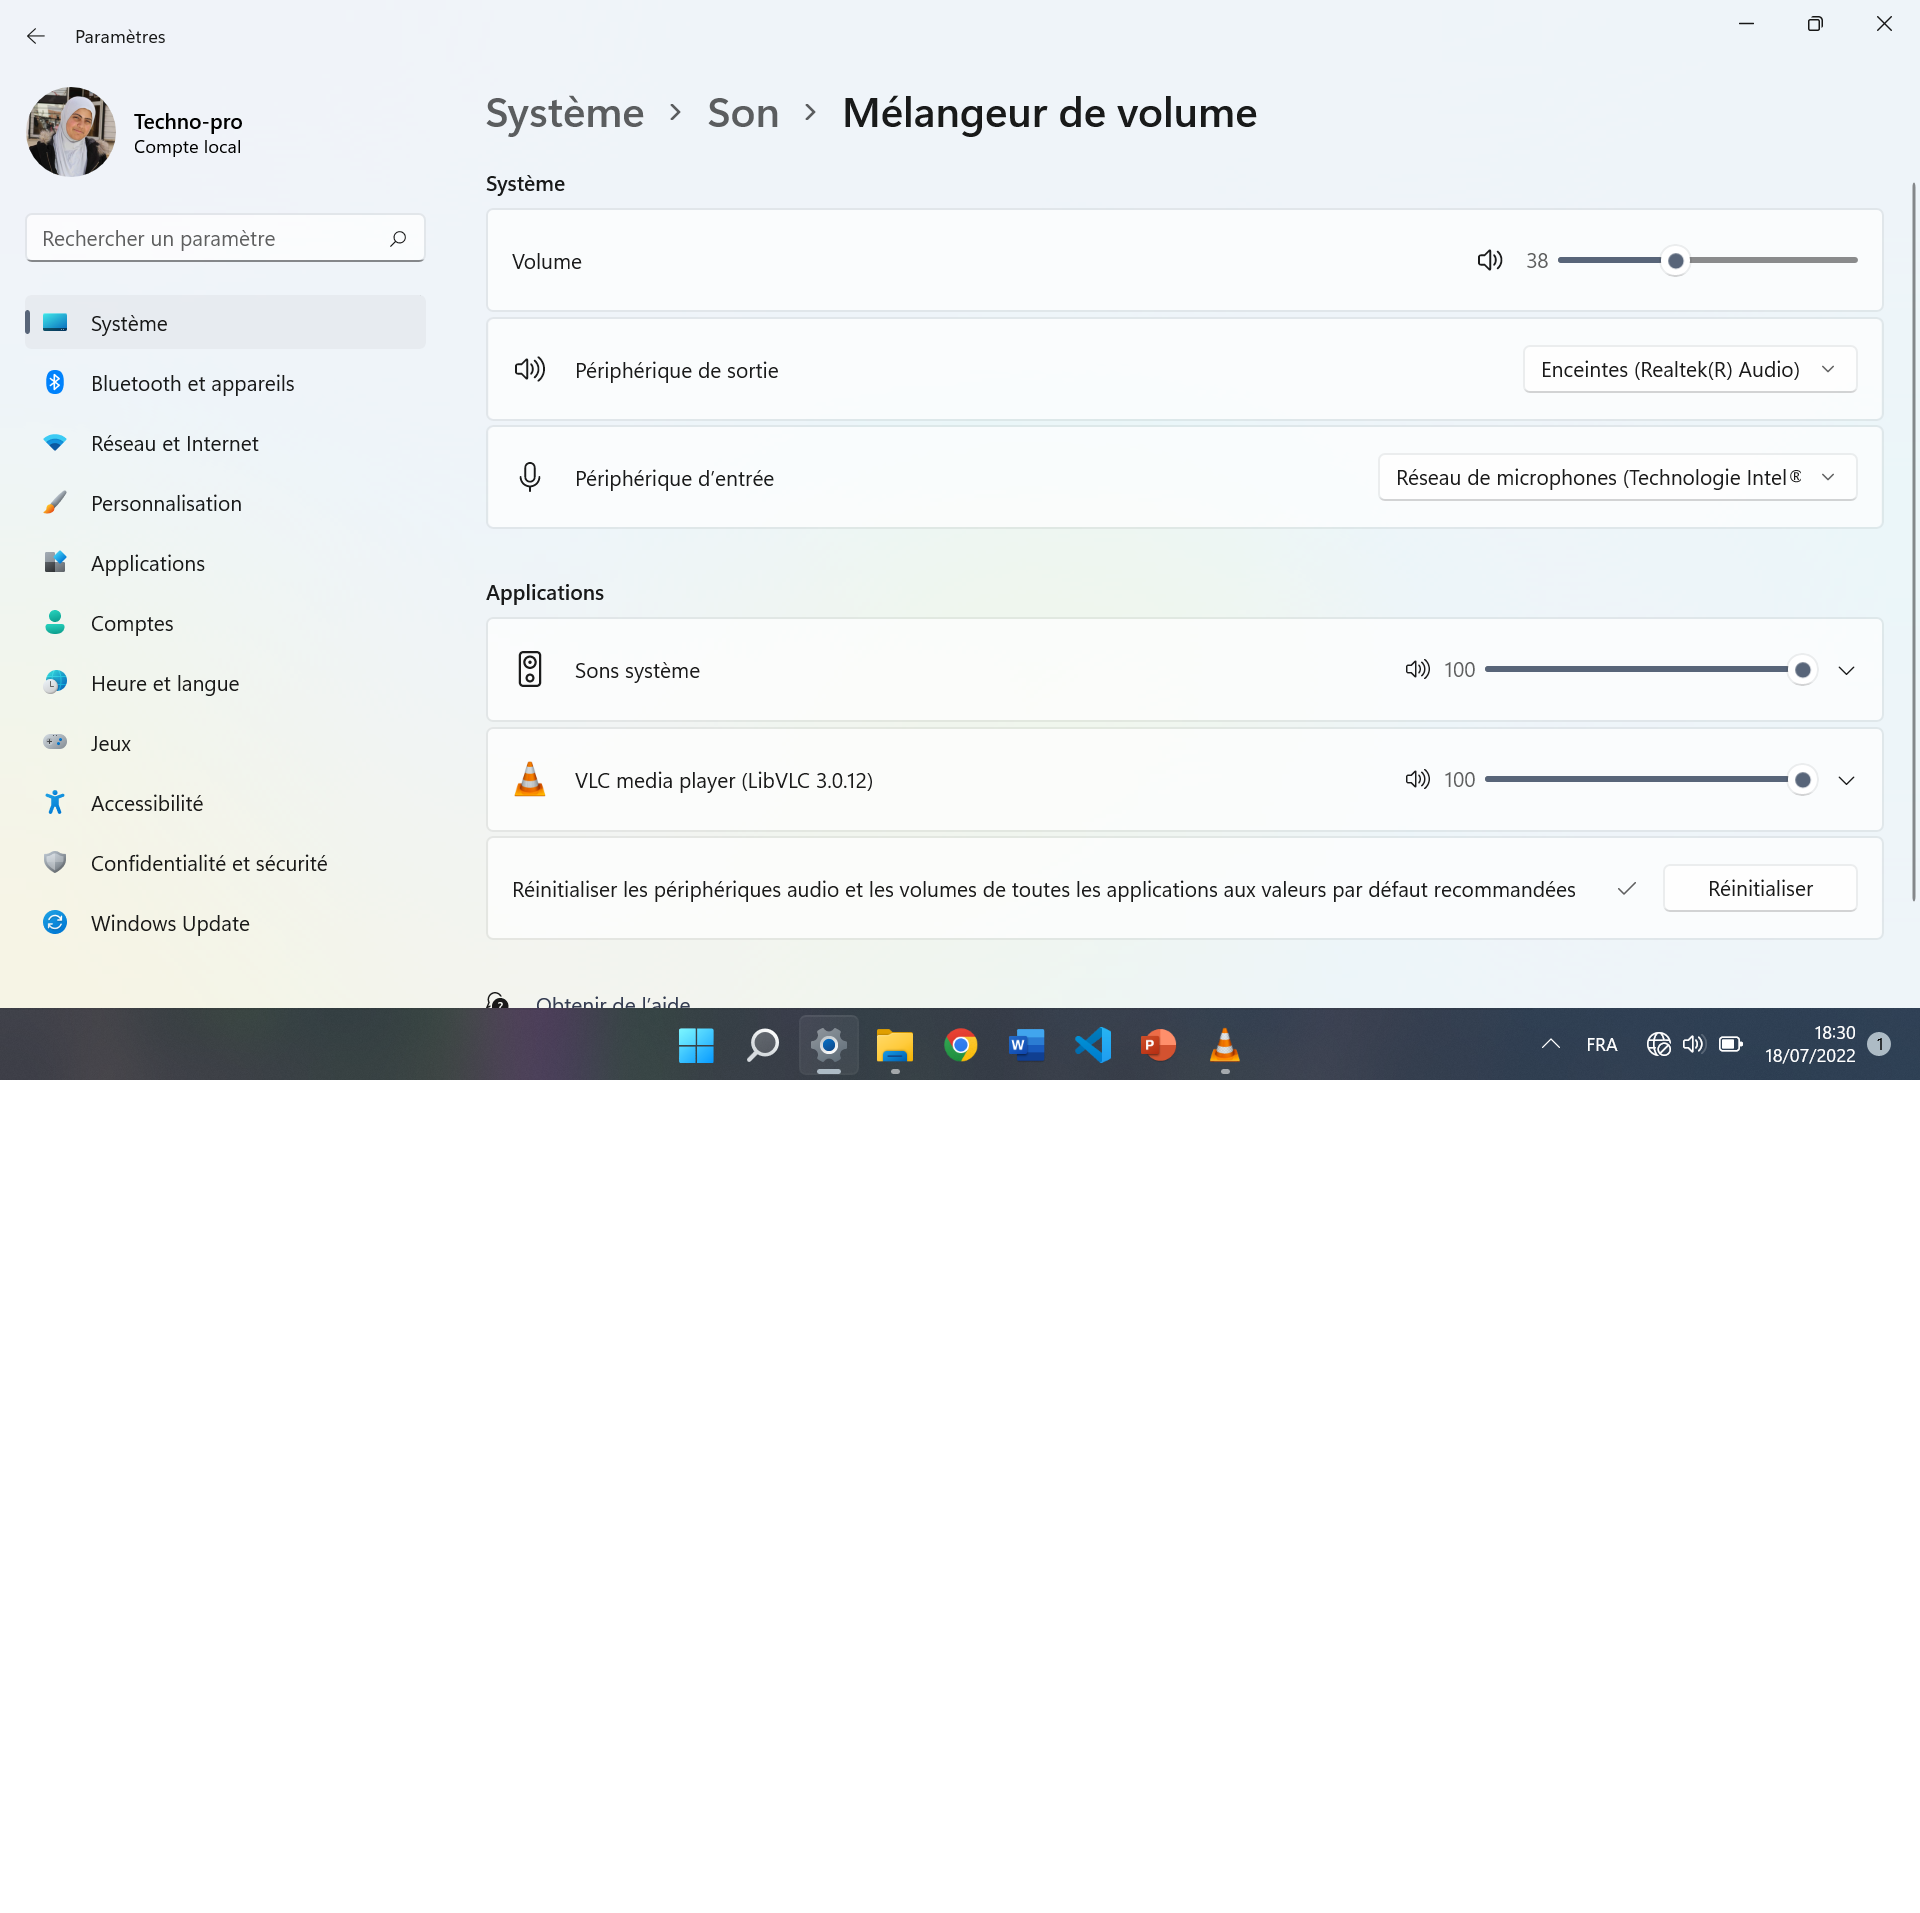 Paramètres
Techno-pro
Compte local
Rechercher un paramètre
Système
Bluetooth et appareils
Réseau et Internet
Personnalisation
Applications
Comptes
Heure et langue
Jeux
Accessibilité
Confidentialité et sécurité
Windows Update
Système > Son > Mélangeur de volume
Système
Volume 38
Périphérique de sortie Enceintes (Realtek(R) Audio)
Périphérique d’entrée Réseau de microphones (Technologie Intel®
Applications
Sons système 100
VLC media player (LibVLC 3.0.12) 100
Réinitialiser les périphériques audio et les volumes de toutes les applications aux valeurs par défaut recommandées Réinitialiser
Obtenir de l’aide
FRA 18:30
18/07/2022 1